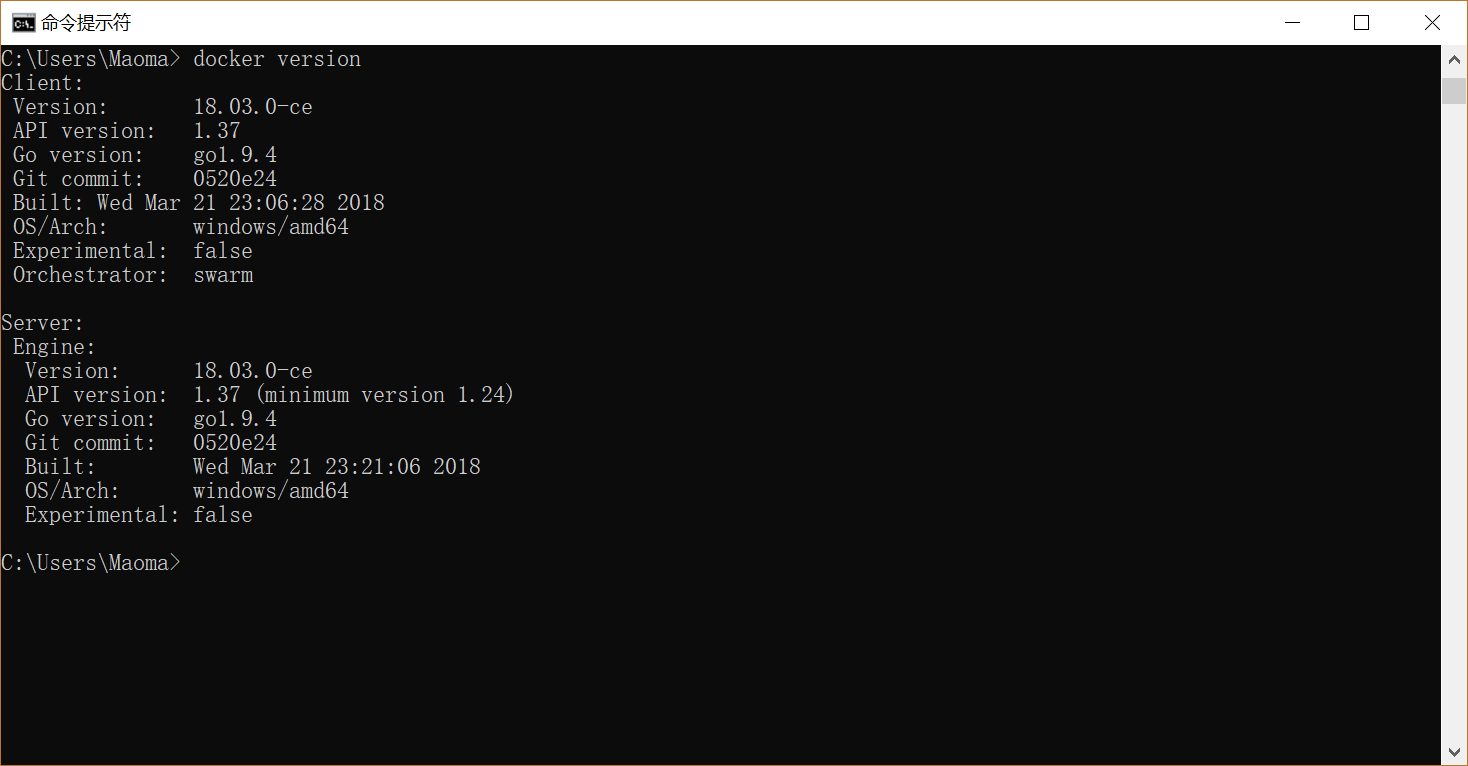 命令提示符
C:\Users\Maoma> docker version
Client:
 Version:       18.03.0-ce
 API version:   1.37
 Go version:    go1.9.4
 Git commit:    0520e24
 Built: Wed Mar 21 23:06:28 2018
 OS/Arch:       windows/amd64
 Experimental:  false
 Orchestrator:  swarm

Server:
 Engine:
  Version:      18.03.0-ce
  API version:  1.37 (minimum version 1.24)
  Go version:   go1.9.4
  Git commit:   0520e24
  Built:        Wed Mar 21 23:21:06 2018
  OS/Arch:      windows/amd64
  Experimental: false

C:\Users\Maoma>